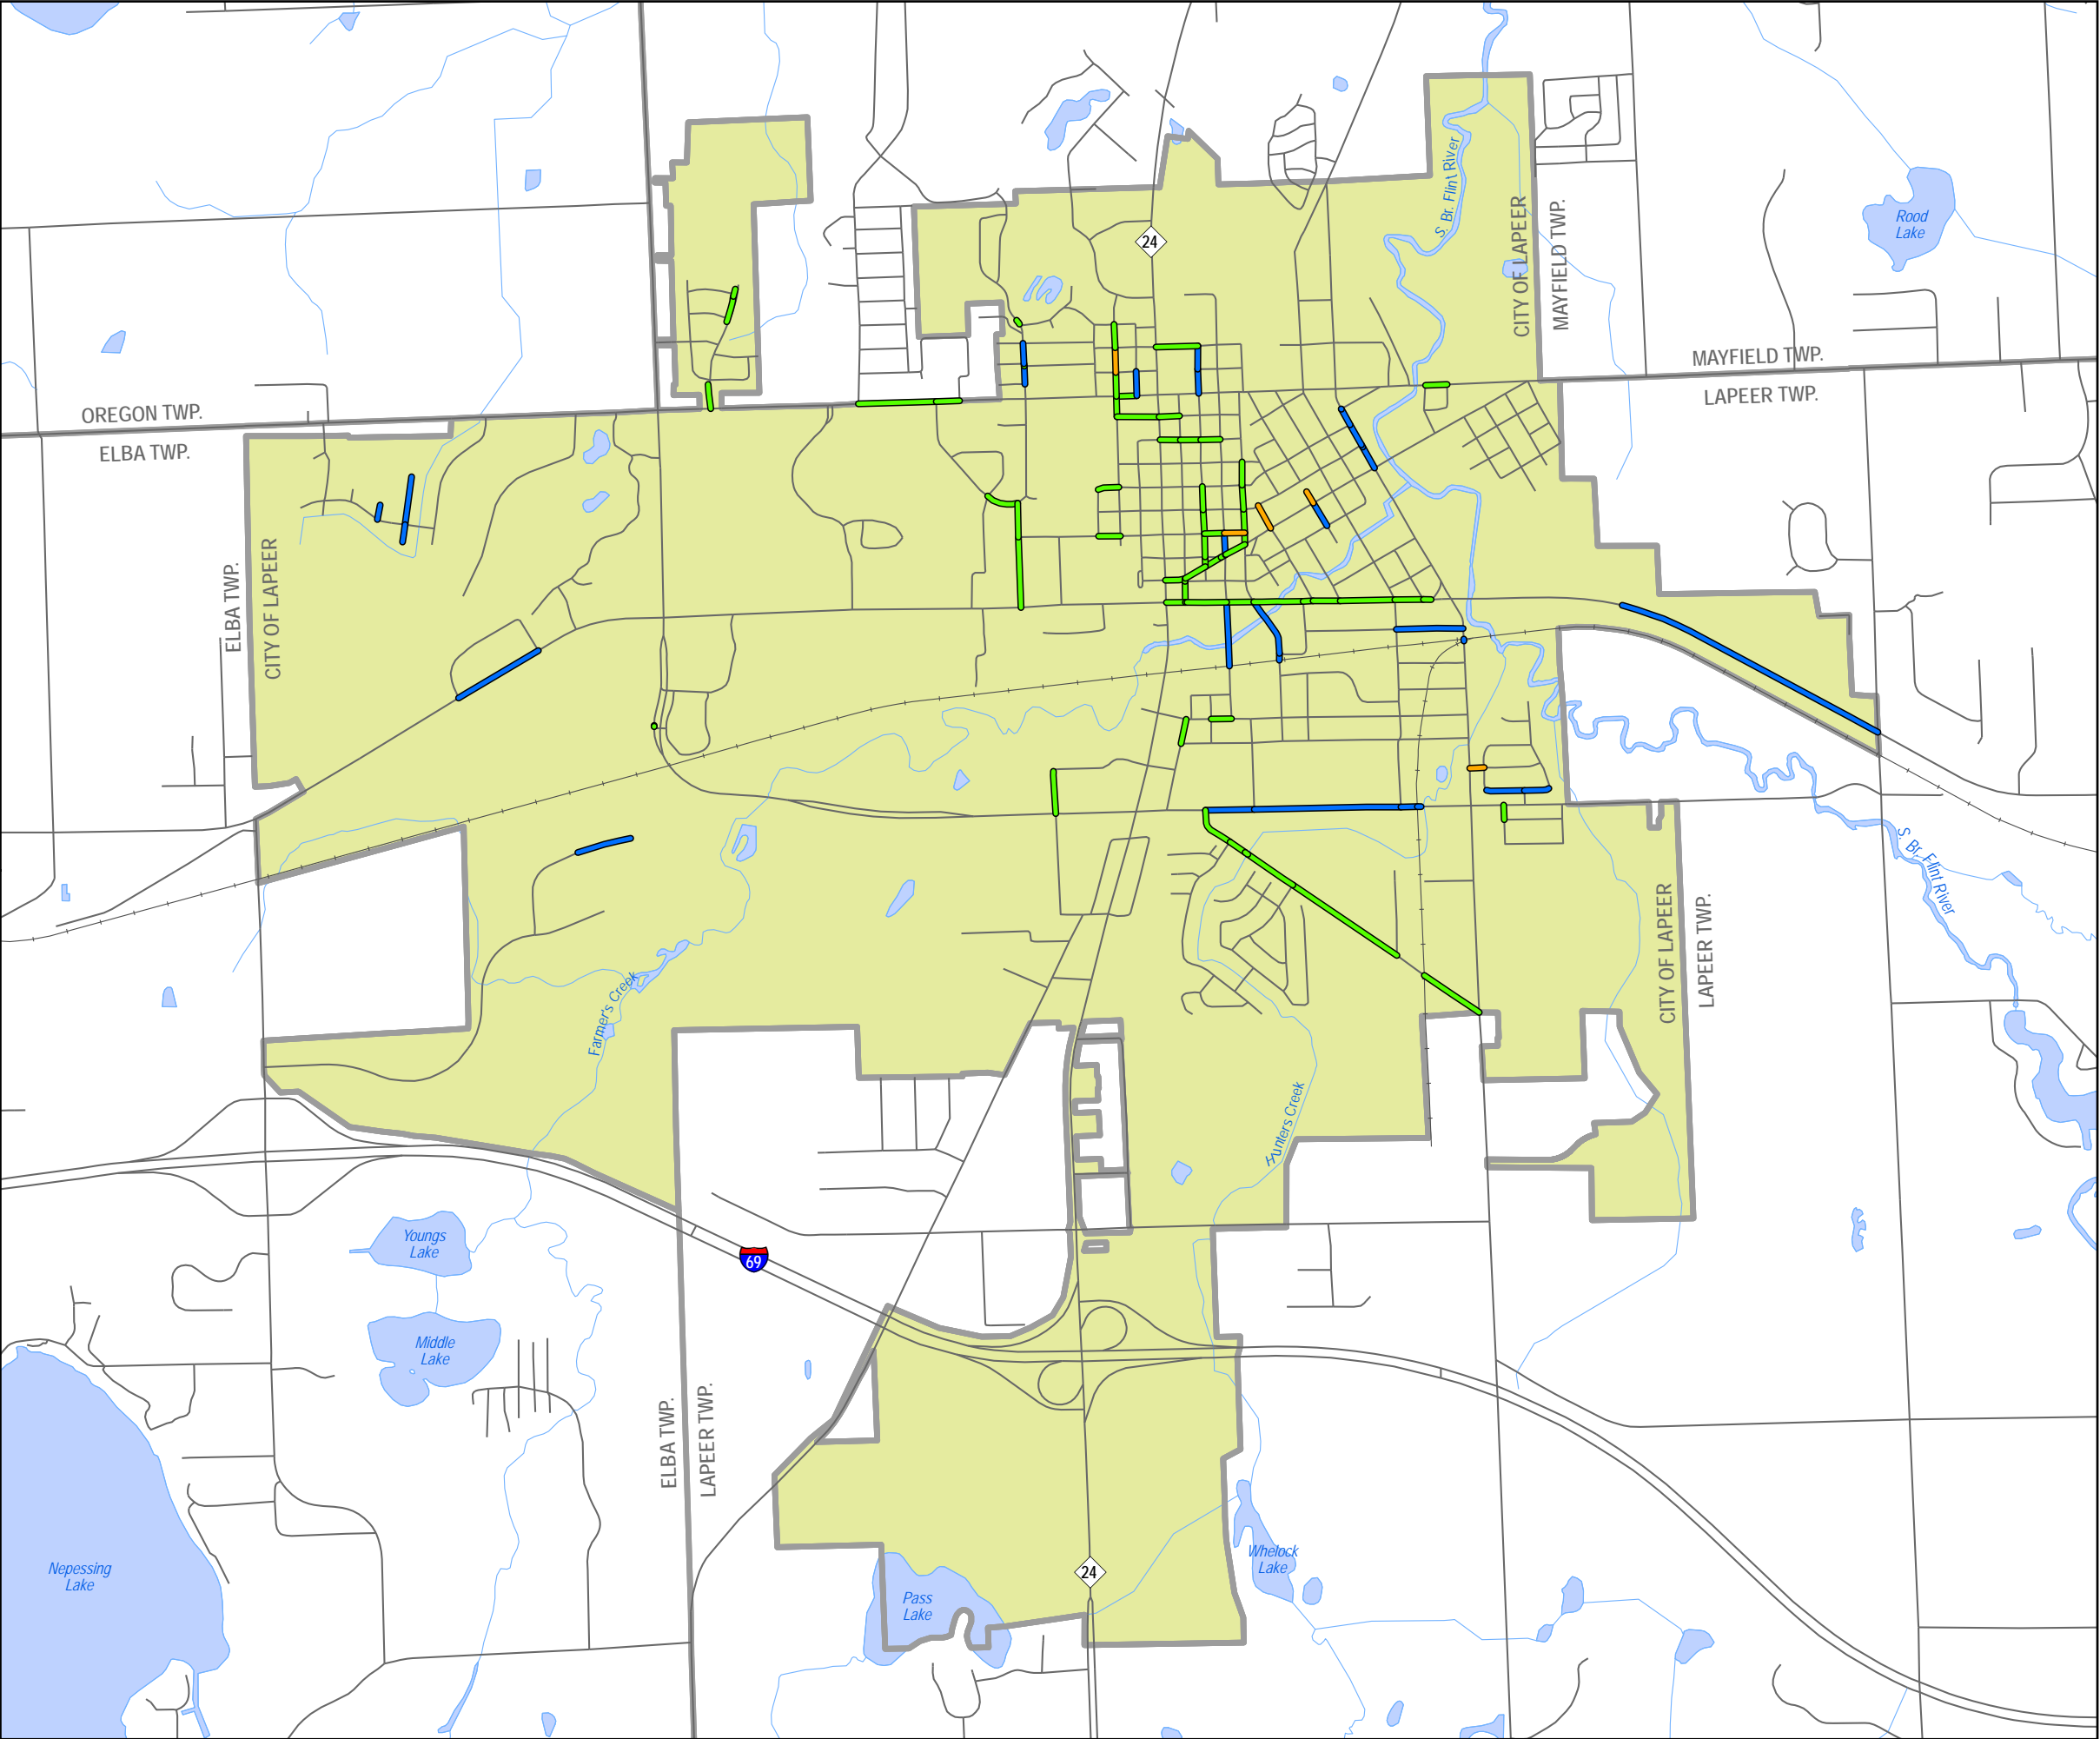 S. Br. Flint River
CITY OF LAPEER
MAYFIELD TWP.
Rood
Lake
24
MAYFIELD TWP.
LAPEER TWP.
OREGON TWP.
ELBA TWP.
ELBA TWP.
CITY OF LAPEER
S. Br. Flint River
CITY OF LAPEER
LAPEER TWP.
Farmer's Creek
Hunters Creek
Youngs
Lake
69
Middle
Lake
ELBA TWP.
LAPEER TWP.
Nepessing
Lake
Pass
Lake
24
Whelock
Lake